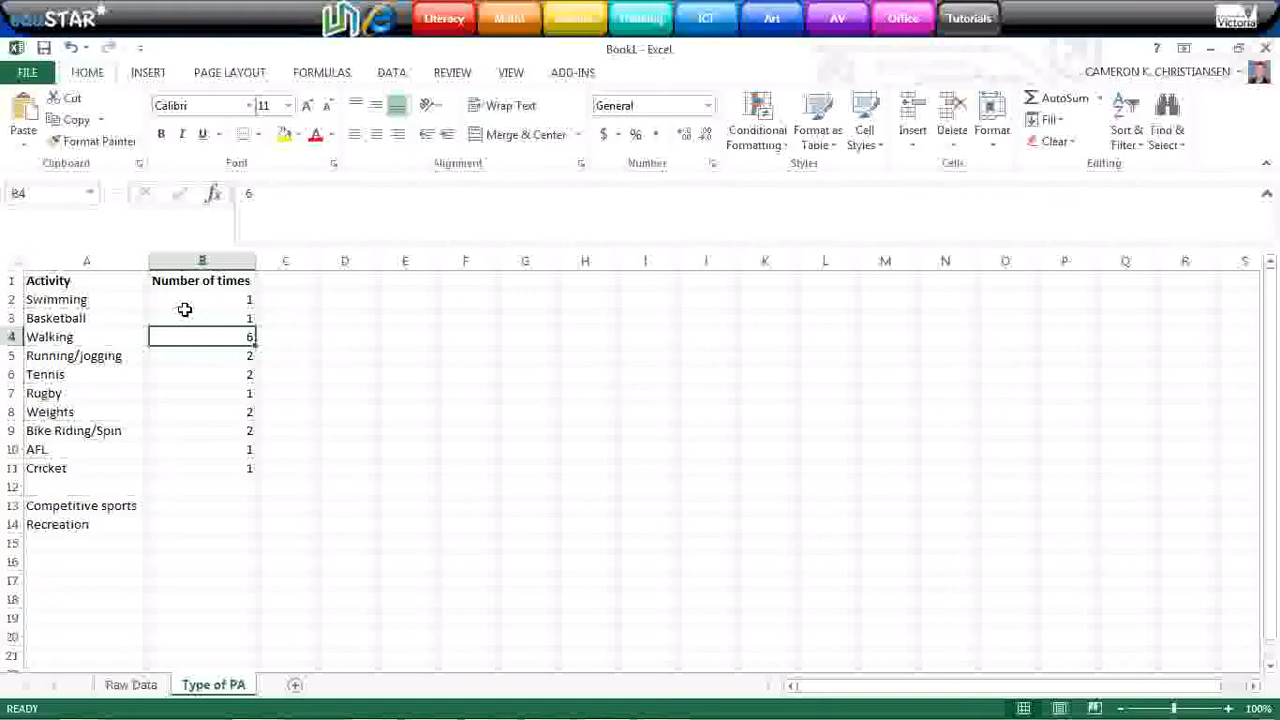 eduSTAR
Literacy
ICT
Art
AV
Office
Tutorials
Victoria
Book1 - Excel
FILE HOME INSERT PAGE LAYOUT FORMULAS DATA REVIEW VIEW ADD-INS
CAMERON K. CHRISTIANSEN
Paste
Cut
Copy
Format Painter
Clipboard
Calibri 11
B I U
Font
Wrap Text
Merge & Center
Alignment
General
$ % ,
Number
Conditional Formatting
Format as Table
Cell Styles
Styles
Insert Delete Format
Cells
AutoSum
Fill
Clear
Sort & Filter
Find & Select
Editing
B4 fx 6
A B C D E F G H I J K L M N O P Q R S
1 Activity Number of times
2 Swimming 1
3 Basketball 1
4 Walking 6
5 Running/jogging 2
6 Tennis 2
7 Rugby 1
8 Weights 2
9 Bike Riding/Spin 2
10 AFL 1
11 Cricket 1
12
13 Competitive sports
14 Recreation
15
16
17
18
19
20
21
Raw Data Type of PA
READY 100%